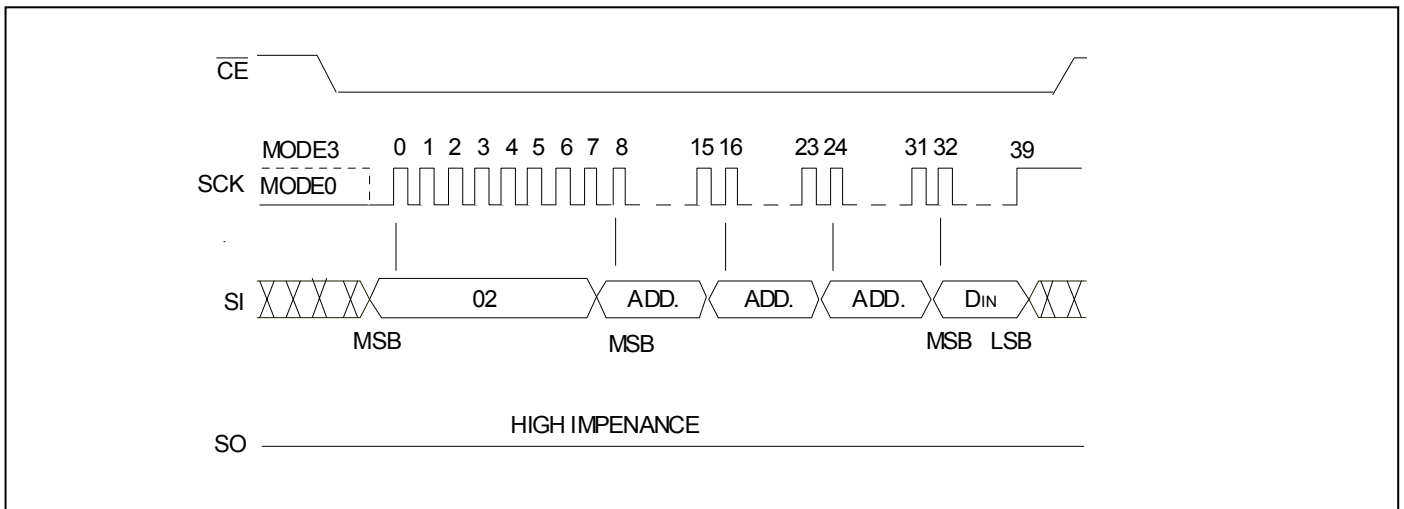 CE
MODE3 0 1 2 3 4 5 6 7 8 15 16 23 24 31 32 39
SCK MODE0
SI 02 ADD. ADD. ADD. DIN
MSB MSB MSB LSB
HIGH IMPENANCE
SO